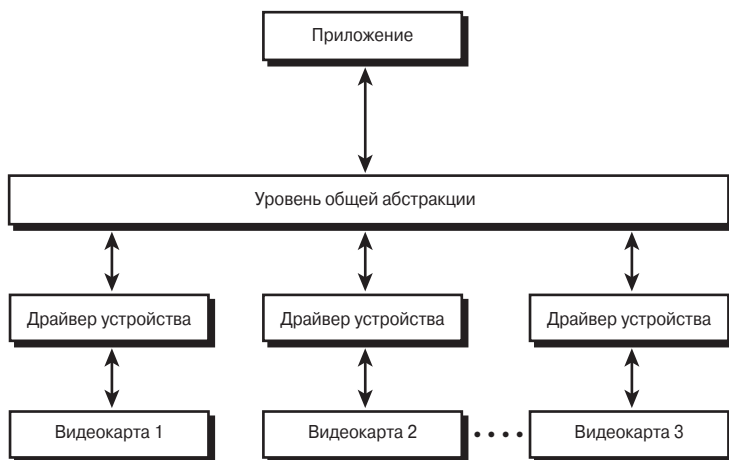 Приложение
Уровень общей абстракции
Драйвер устройства
Драйвер устройства
Драйвер устройства
Видеокарта 1
Видеокарта 2
Видеокарта 3